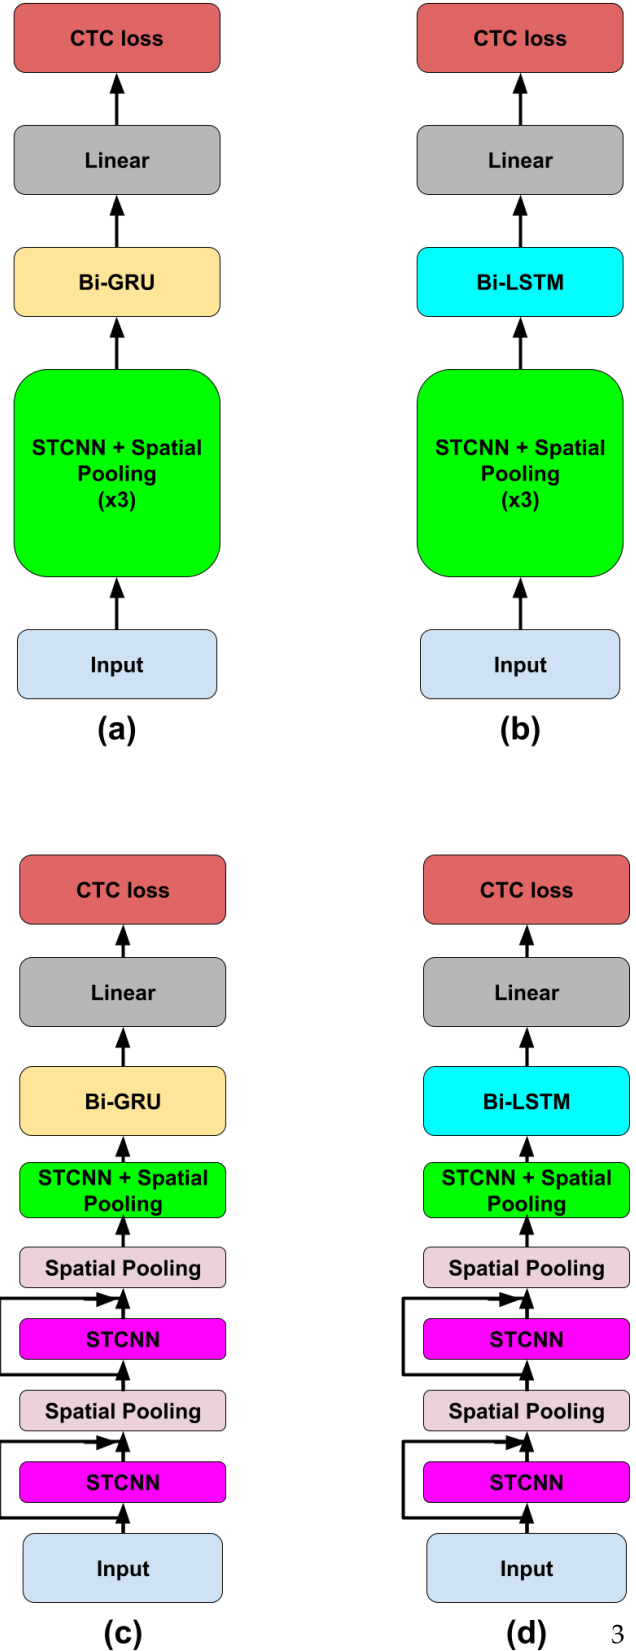 CTC loss
Linear
Bi-GRU
STCNN + Spatial
Pooling
(x3)
Input
(a)
CTC loss
Linear
Bi-LSTM
STCNN + Spatial
Pooling
(x3)
Input
(b)
CTC loss
Linear
Bi-GRU
STCNN + Spatial
Pooling
Spatial Pooling
STCNN
Spatial Pooling
STCNN
Input
(c)
CTC loss
Linear
Bi-LSTM
STCNN + Spatial
Pooling
Spatial Pooling
STCNN
Spatial Pooling
STCNN
Input
(d)
3